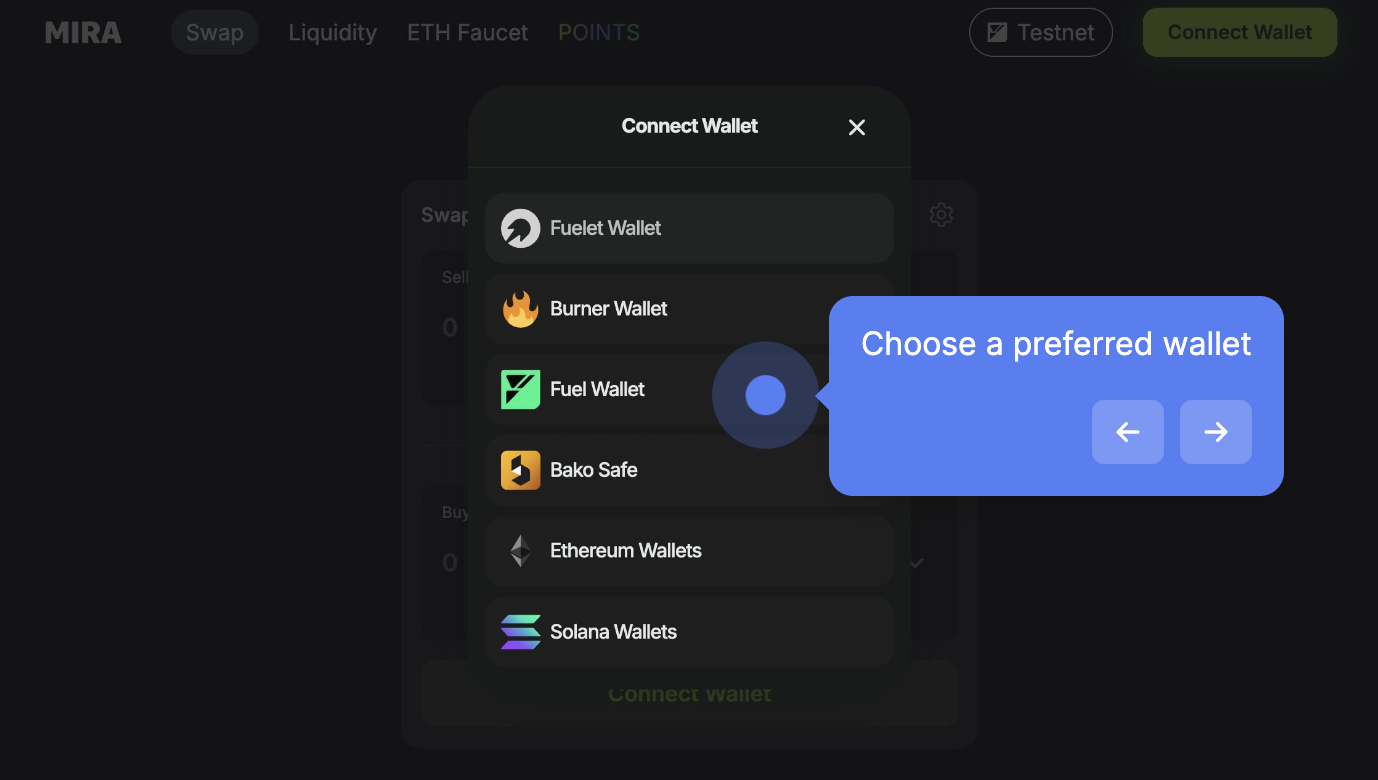 MIRA
Swap
Liquidity
ETH Faucet
POINTS
Testnet
Connect Wallet
Connect Wallet
Swap
Sell
0
Fuelet Wallet
Burner Wallet
Fuel Wallet
Bako Safe
Ethereum Wallets
Solana Wallets
Choose a preferred wallet
Buy
0
Connect Wallet